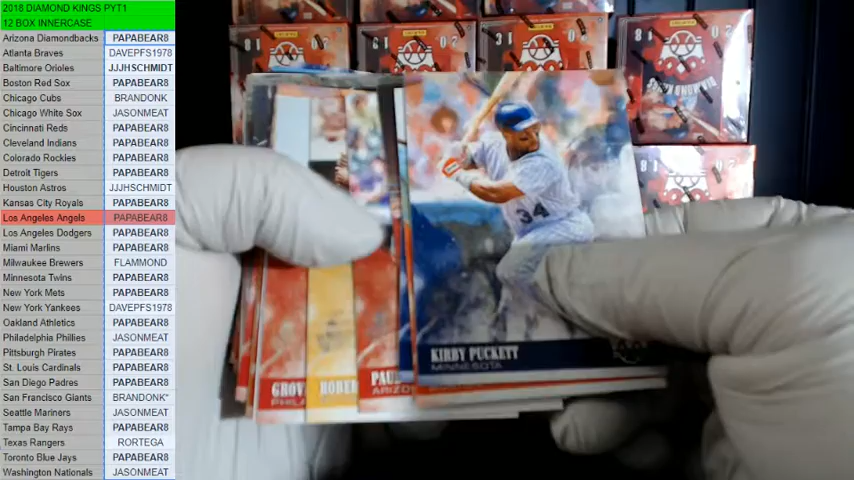 2018 DIAMOND KINGS PYT1
12 BOX INNERCASE
Arizona Diamondbacks PAPABEAR8
Atlanta Braves DAVEPFS1978
Baltimore Orioles JJJHSCHMIDT
Boston Red Sox PAPABEAR8
Chicago Cubs BRANDONK
Chicago White Sox JASONMEAT
Cincinnati Reds PAPABEAR8
Cleveland Indians PAPABEAR8
Colorado Rockies PAPABEAR8
Detroit Tigers PAPABEAR8
Houston Astros JJJHSCHMIDT
Kansas City Royals PAPABEAR8
Los Angeles Angels PAPABEAR8
Los Angeles Dodgers PAPABEAR8
Miami Marlins PAPABEAR8
Milwaukee Brewers FLAMMOND
Minnesota Twins PAPABEAR8
New York Mets PAPABEAR8
New York Yankees DAVEPFS1978
Oakland Athletics PAPABEAR8
Philadelphia Phillies JASONMEAT
Pittsburgh Pirates PAPABEAR8
St. Louis Cardinals PAPABEAR8
San Diego Padres PAPABEAR8
San Francisco Giants BRANDONK*
Seattle Mariners JASONMEAT
Tampa Bay Rays PAPABEAR8
Texas Rangers RORTEGA
Toronto Blue Jays PAPABEAR8
Washington Nationals JASONMEAT
34
KIRBY PUCKETT
MINNESOTA
GROV
PHILA
ROBE
PAU
ARIZO